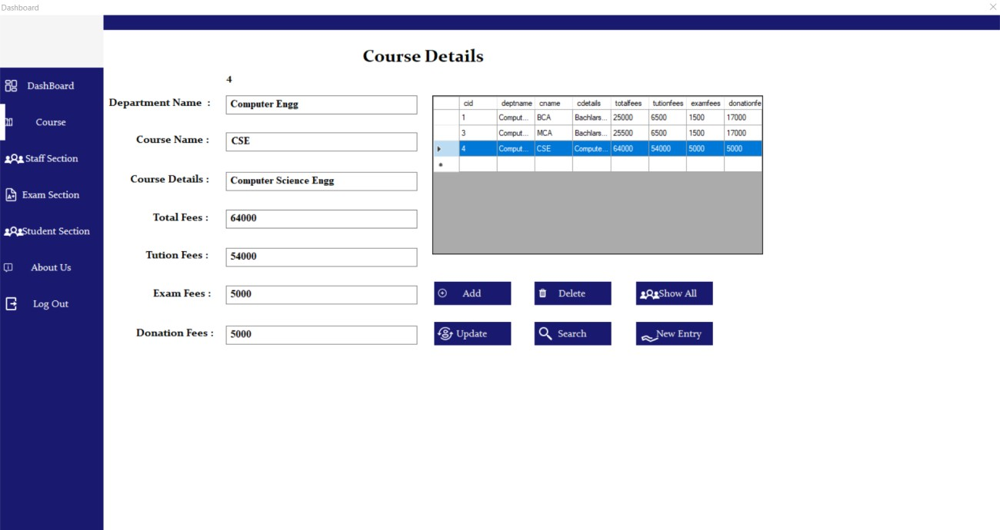 Dashboard
Course Details
4
DashBoard
Course
Staff Section
Exam Section
Student Section
About Us
Log Out
Department Name : Computer Engg
Course Name : CSE
Course Details : Computer Science Engg
Total Fees : 64000
Tution Fees : 54000
Exam Fees : 5000
Donation Fees : 5000
cid deptname cname cdetails totalfees tutionfees examfees donationfe
1 Comput... BCA Bachlars... 25000 6500 1500 17000
3 Comput... MCA Bachlars... 25500 6500 1500 17000
4 Comput... CSE Compute... 64000 54000 5000 5000
Add Delete Show All
Update Search New Entry